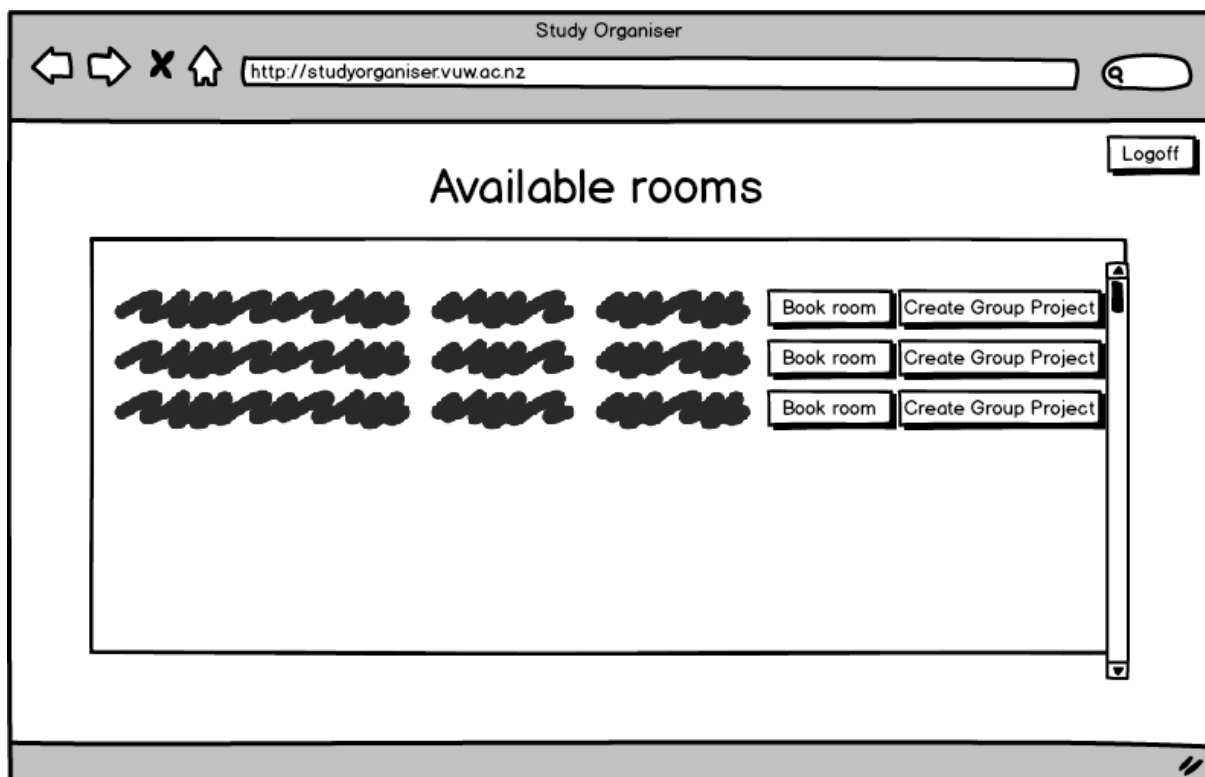 Study Organiser
http://studyorganiser.vuw.ac.nz
Logoff
Available rooms
Book room Create Group Project
Book room Create Group Project
Book room Create Group Project